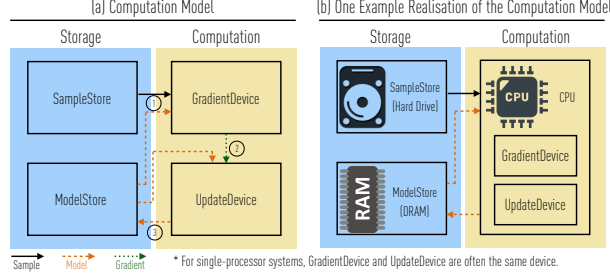 (a) Computation Model
(b) One Example Realisation of the Computation Model
Storage
Computation
SampleStore
GradientDevice
ModelStore
UpdateDevice
1
2
3
Storage
Computation
SampleStore
(Hard Drive)
CPU
CPU
GradientDevice
RAM
ModelStore
(DRAM)
UpdateDevice
Sample
Model
Gradient
* For single-processor systems, GradientDevice and UpdateDevice are often the same device.